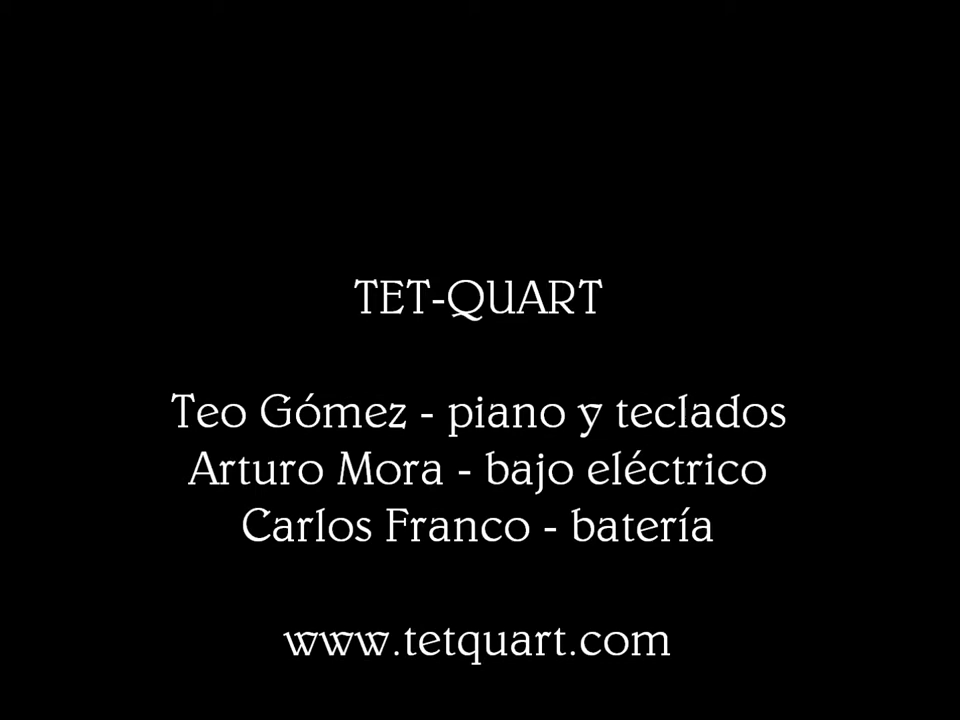 TET-QUART
Teo Gómez - piano y teclados
Arturo Mora - bajo eléctrico
Carlos Franco - batería
www.tetquart.com